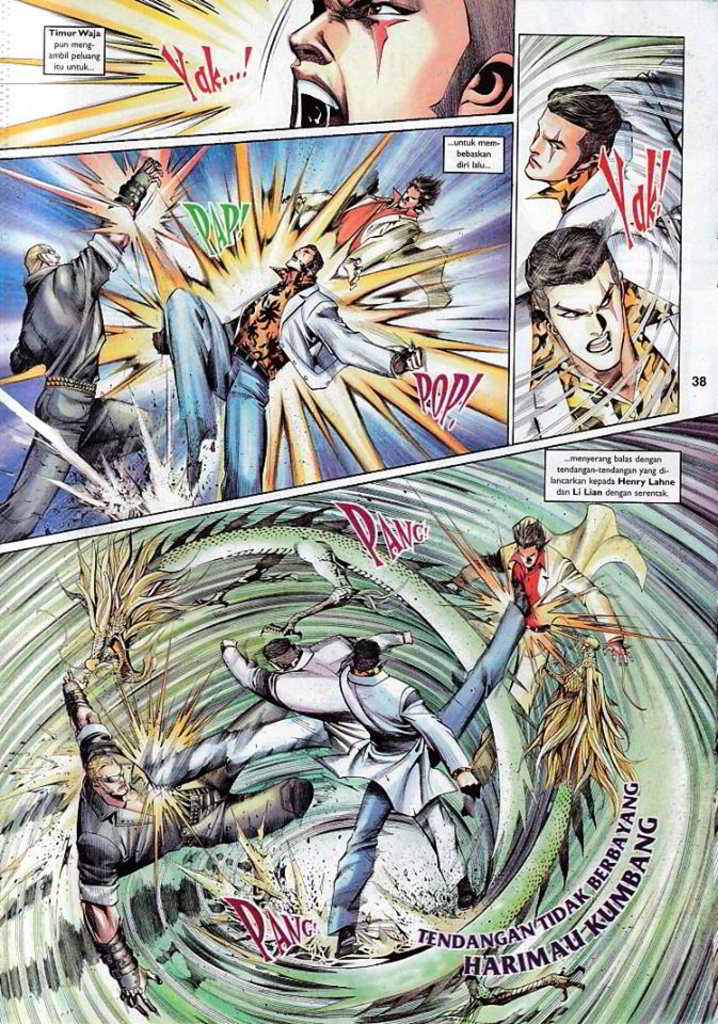 Timur Waja
pun meng-
ambil peluang
itu untuk...
Yak...!
...untuk mem-
bebaskan
diri lalu...
PAP!
POP!
Yak!
38
...menyerang balas dengan
tendangan-tendangan yang di-
lancarkan kepada Henry Lahne
dan Li Lian dengan serentak.
PANG!
PANG!
TENDANGAN TIDAK BERBAYANG
HARIMAU KUMBANG